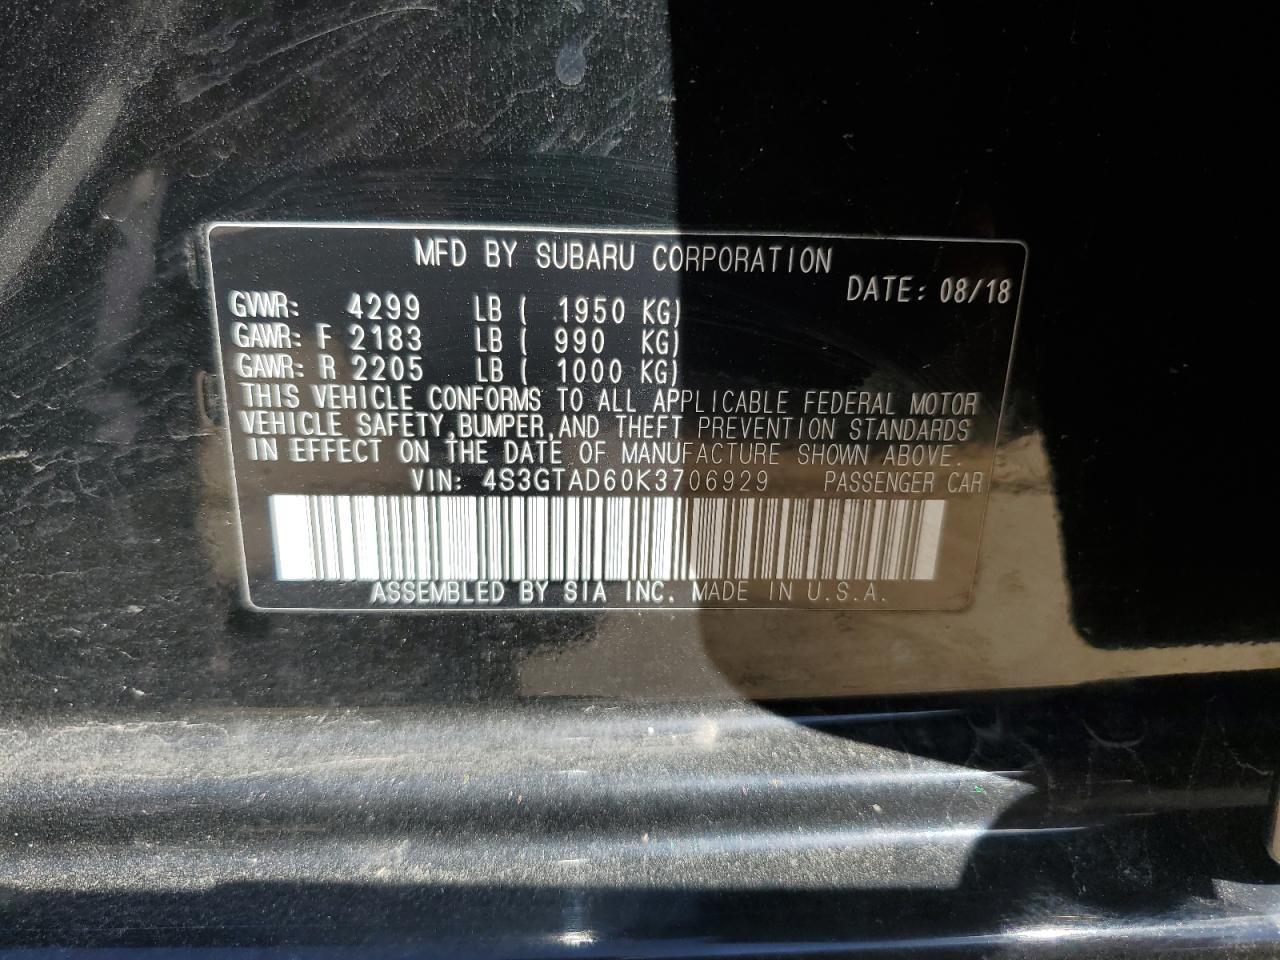 MFD BY SUBARU CORPORATION
DATE: 08/18
GVWR: 4299 LB ( 1950 KG)
GAWR: F 2183 LB ( 990 KG)
GAWR: R 2205 LB ( 1000 KG)
THIS VEHICLE CONFORMS TO ALL APPLICABLE FEDERAL MOTOR
VEHICLE SAFETY, BUMPER, AND THEFT PREVENTION STANDARDS
IN EFFECT ON THE DATE OF MANUFACTURE SHOWN ABOVE.
VIN: 4S3GTAD60K3706929 PASSENGER CAR
ASSEMBLED BY SIA INC. MADE IN U.S.A.